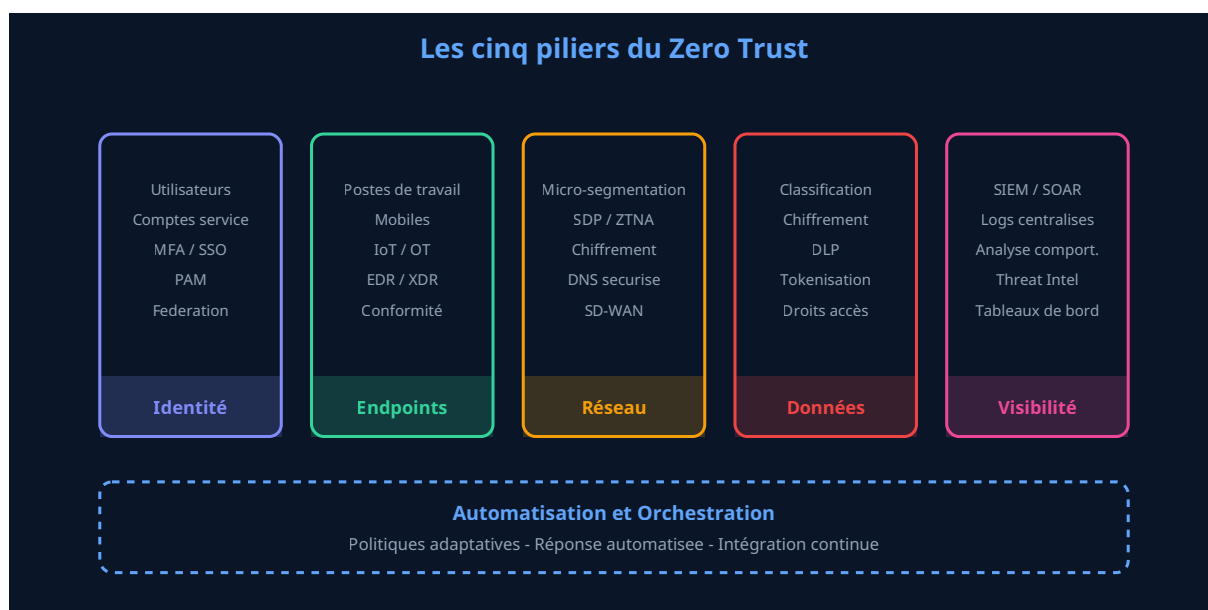 Les cinq piliers du Zero Trust
Utilisateurs
Comptes service
MFA / SSO
PAM
Federation
Identité
Postes de travail
Mobiles
IoT / OT
EDR / XDR
Conformité
Endpoints
Micro-segmentation
SDP / ZTNA
Chiffrement
DNS securise
SD-WAN
Réseau
Classification
Chiffrement
DLP
Tokenisation
Droits accès
Données
SIEM / SOAR
Logs centralises
Analyse comport.
Threat Intel
Tableaux de bord
Visibilité
Automatisation et Orchestration
Politiques adaptatives - Réponse automatisee - Intégration continue